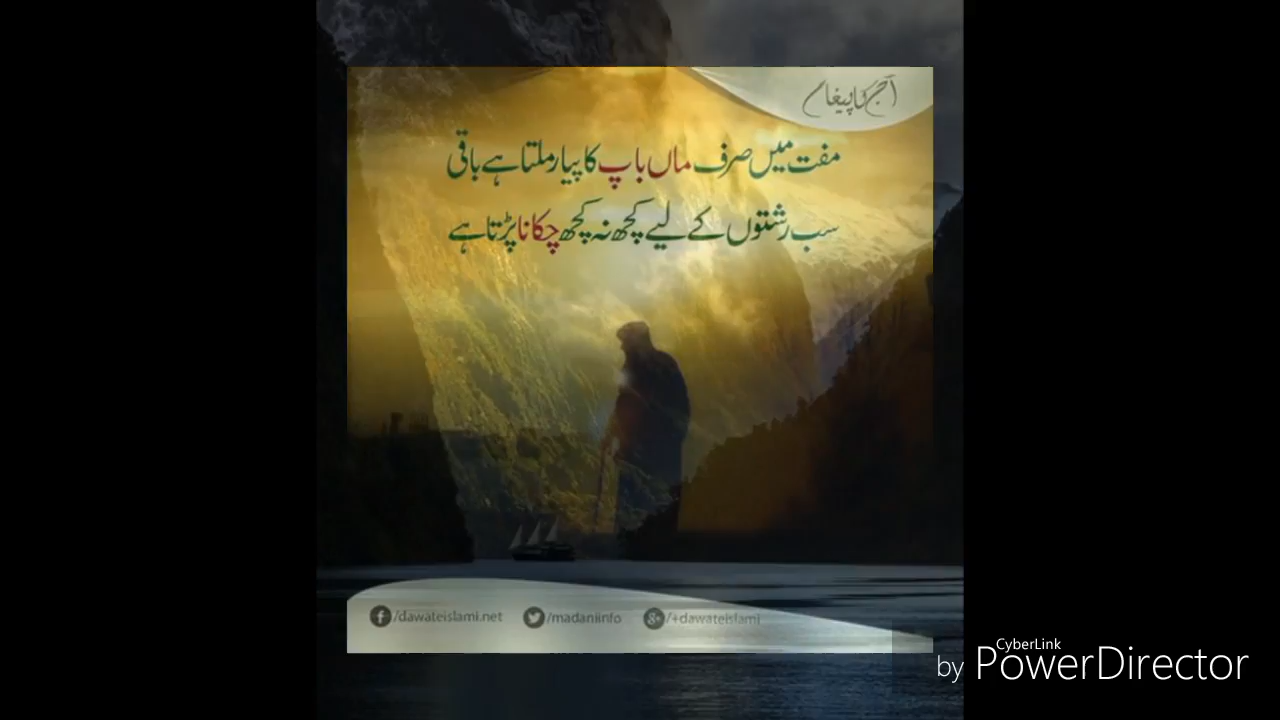 آج کا پیغام
مفت میں صرف ماں باپ کا پیار ملتا ہے باقی
سب رشتوں کے لیے کچھ نہ کچھ چکانا پڑتا ہے
/dawateislami.net /madaniinfo /+dawateislami
CyberLink
by PowerDirector